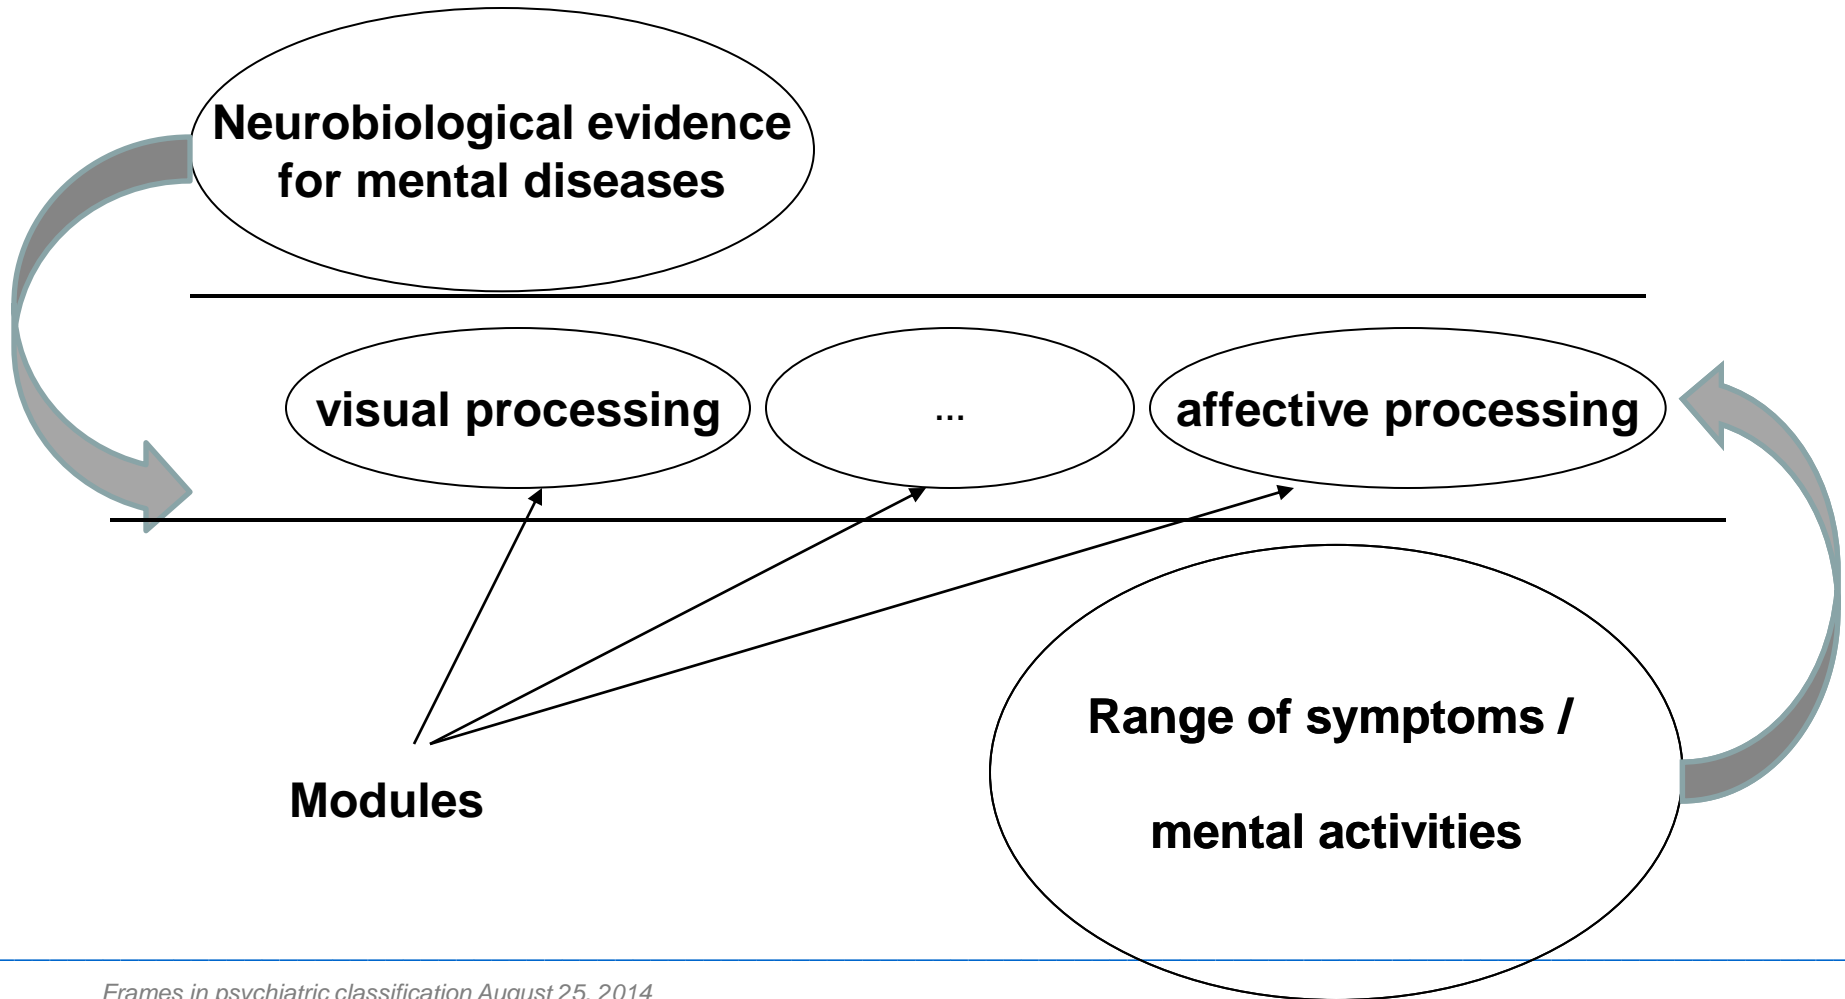 Neurobiological evidence
for mental diseases
visual processing
...
affective processing
Range of symptoms /
mental activities
Modules
Frames in psychiatric classification August 25, 2014